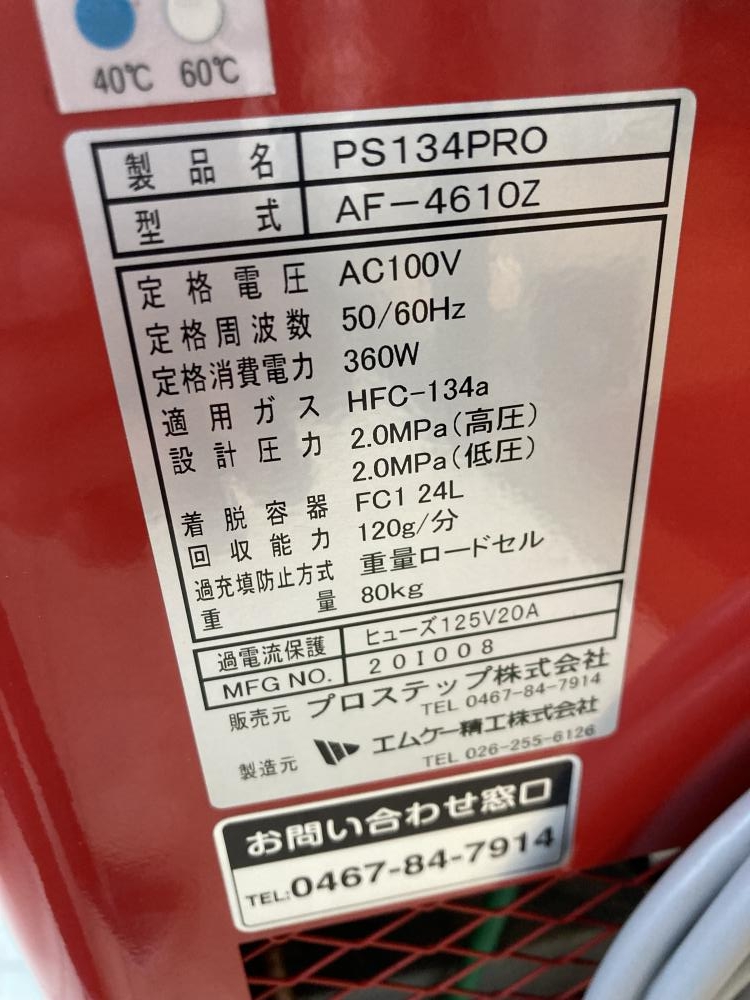 40℃ 60℃
製品名 PS134PRO
型式 AF-4610Z
定格電圧 AC100V
定格周波数 50/60Hz
定格消費電力 360W
適用ガス HFC-134a
設計圧力 2.0MPa(高圧)
2.0MPa(低圧)
着脱容器 FC1 24L
回収能力 120g/分
過充填防止方式 重量ロードセル
重量 80kg
過電流保護 ヒューズ125V20A
MFG NO. 20I008
販売元 プロステップ株式会社
TEL 0467-84-7914
製造元 エムケー精工株式会社
TEL 026-255-6126
お問い合わせ窓口
TEL:0467-84-7914